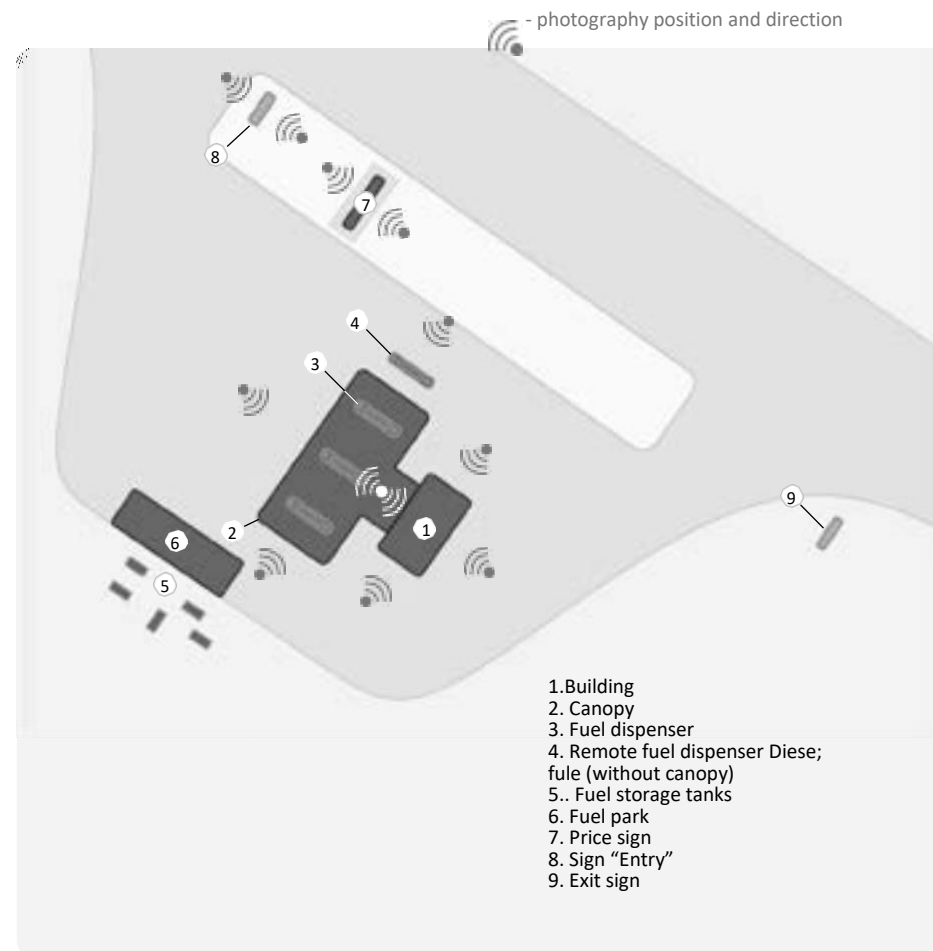 - photography position and direction
8
7
4
3
9
2
1
6
5
1.Building
2. Canopy
3. Fuel dispenser
4. Remote fuel dispenser Diese;
fule (without canopy)
5.. Fuel storage tanks
6. Fuel park
7. Price sign
8. Sign “Entry”
9. Exit sign